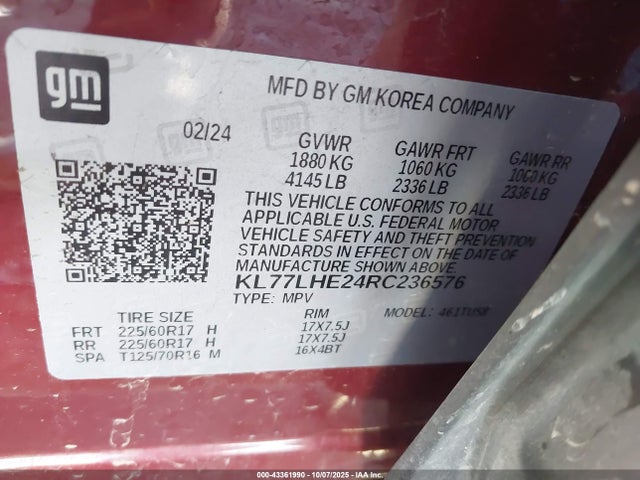 gm
MFD BY GM KOREA COMPANY
02/24 GVWR GAWR FRT GAWR RR
1880 KG 1060 KG 1060 KG
4145 LB 2336 LB 2336 LB
THIS VEHICLE CONFORMS TO ALL
APPLICABLE U.S. FEDERAL MOTOR
VEHICLE SAFETY AND THEFT PREVENTION
STANDARDS IN EFFECT ON THE DATE OF
MANUFACTURE SHOWN ABOVE.
KL77LHE24RC236576
TYPE: MPV MODEL: 461TUS8
TIRE SIZE RIM
FRT 225/60R17 H 17X7.5J
RR 225/60R17 H 17X7.5J
SPA T125/70R16 M 16X4BT
000-43361990 - 10/07/2025 - IAA Inc.